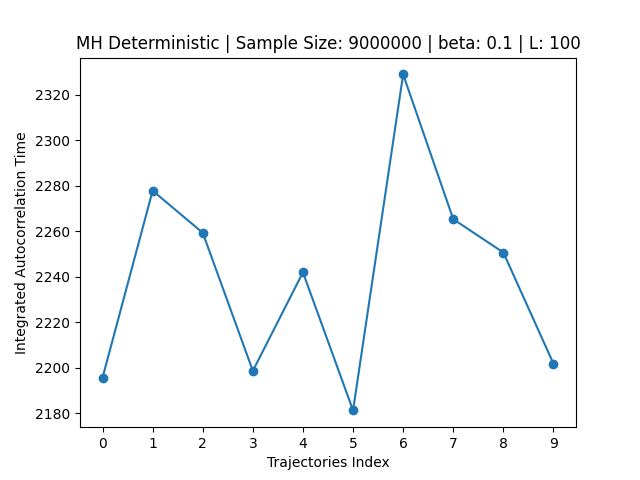 MH Deterministic | Sample Size: 9000000 | beta: 0.1 | L: 100
Integrated Autocorrelation Time
2320
2300
2280
2260
2240
2220
2200
2180
0 1 2 3 4 5 6 7 8 9
Trajectories Index